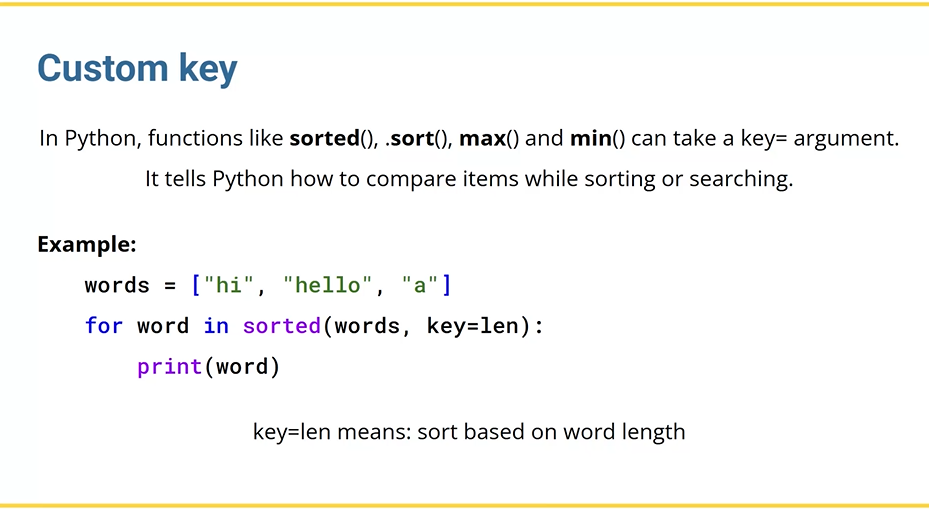 Custom key
In Python, functions like sorted(), .sort(), max() and min() can take a key= argument.
It tells Python how to compare items while sorting or searching.
Example:
words = ["hi", "hello", "a"]
for word in sorted(words, key=len):
    print(word)
key=len means: sort based on word length